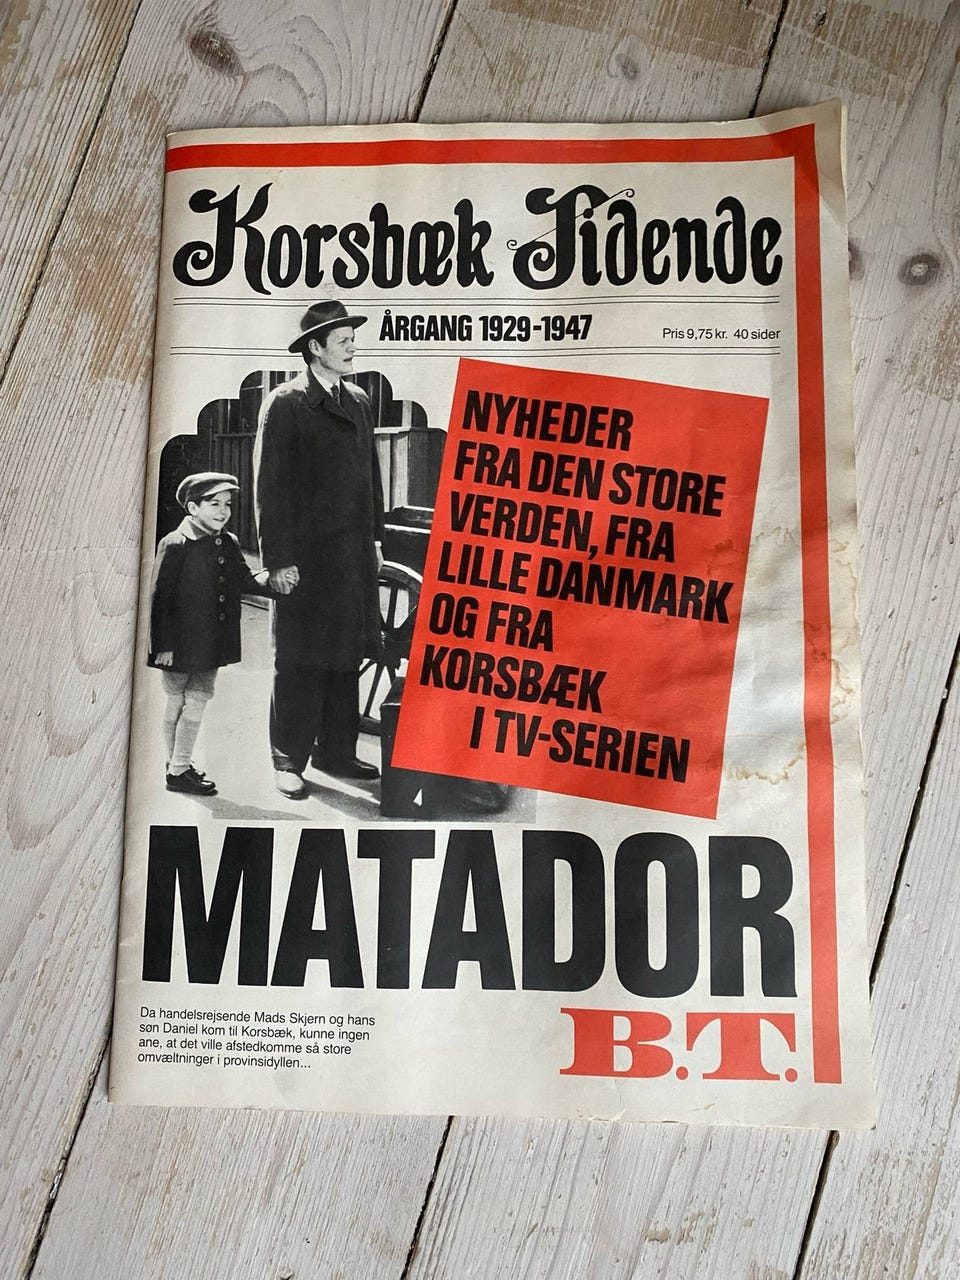 Korsbæk Tidende
ÅRGANG 1929-1947
Pris 9,75 kr. 40 sider
NYHEDER
FRA DEN STORE
VERDEN, FRA
LILLE DANMARK
OG FRA
KORSBÆK
I TV-SERIEN
MATADOR
Da handelsrejsende Mads Skjern og hans
søn Daniel kom til Korsbæk, kunne ingen
ane, at det ville afstedkomme så store
omvæltninger i provinsidyllen...
B.T.